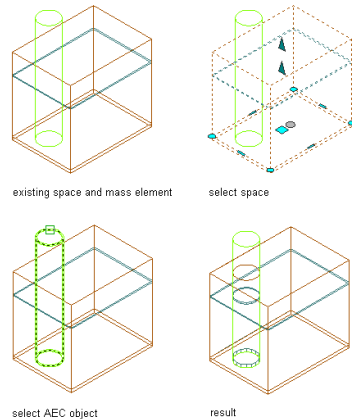 existing space and mass element
select space
select AEC object
result